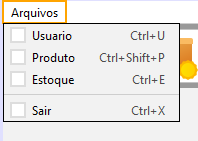 Arquivos
Usuario Ctrl+U
Produto Ctrl+Shift+P
Estoque Ctrl+E
Sair Ctrl+X